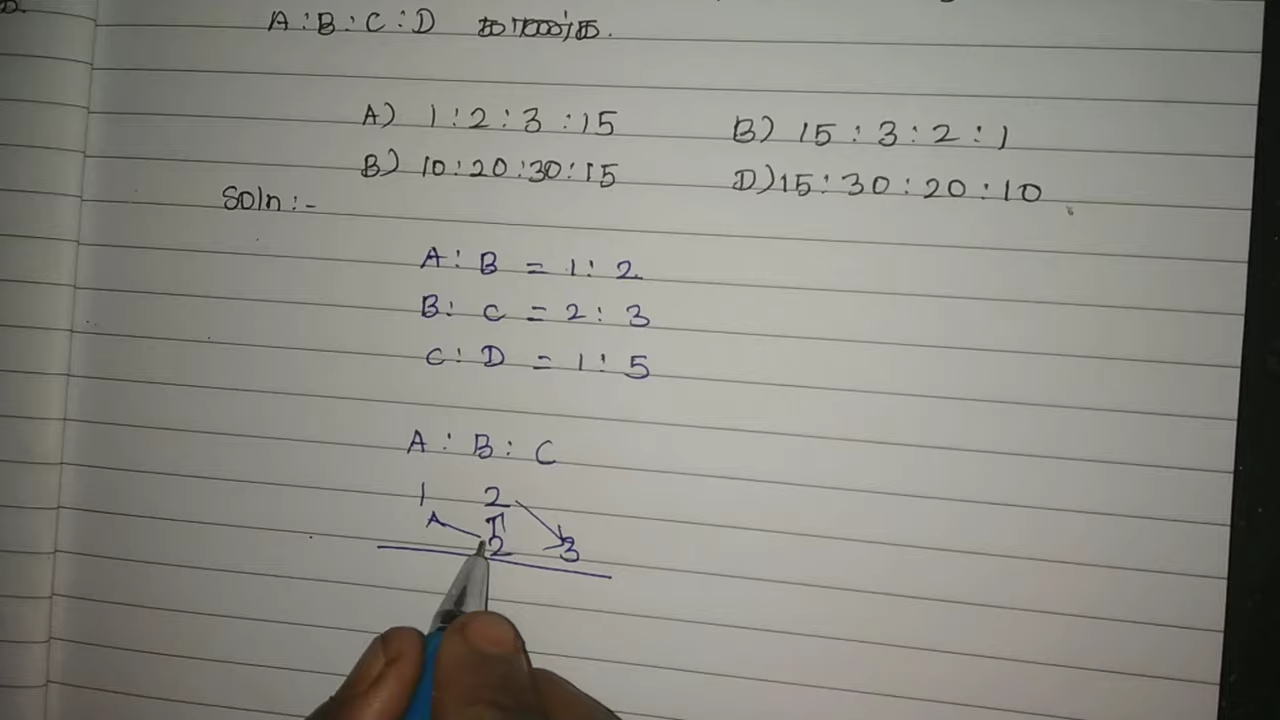 A : B : C : D
A) 1 : 2 : 3 : 15 B) 15 : 3 : 2 : 1
B) 10 : 20 : 30 : 15 D) 15 : 30 : 20 : 10
Soln :-
A : B = 1 : 2
B : C = 2 : 3
C : D = 1 : 5
A : B : C
1 2
2 3